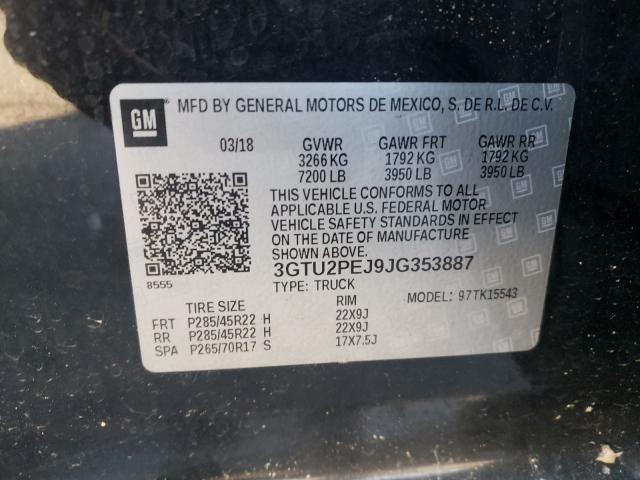 GM ® MFD BY GENERAL MOTORS DE MEXICO, S. DE R.L. DE C.V.
03/18 GVWR GAWR FRT GAWR RR
3266 KG 1792 KG 1792 KG
7200 LB 3950 LB 3950 LB
THIS VEHICLE CONFORMS TO ALL
APPLICABLE U.S. FEDERAL MOTOR
VEHICLE SAFETY STANDARDS IN EFFECT
ON THE DATE OF MANUFACTURE SHOWN ABOVE.
3GTU2PEJ9JG353887
8555
TYPE: TRUCK MODEL: 97TK15543
TIRE SIZE RIM
FRT P285/45R22 H 22X9J
RR P285/45R22 H 22X9J
SPA P265/70R17 S 17X7.5J